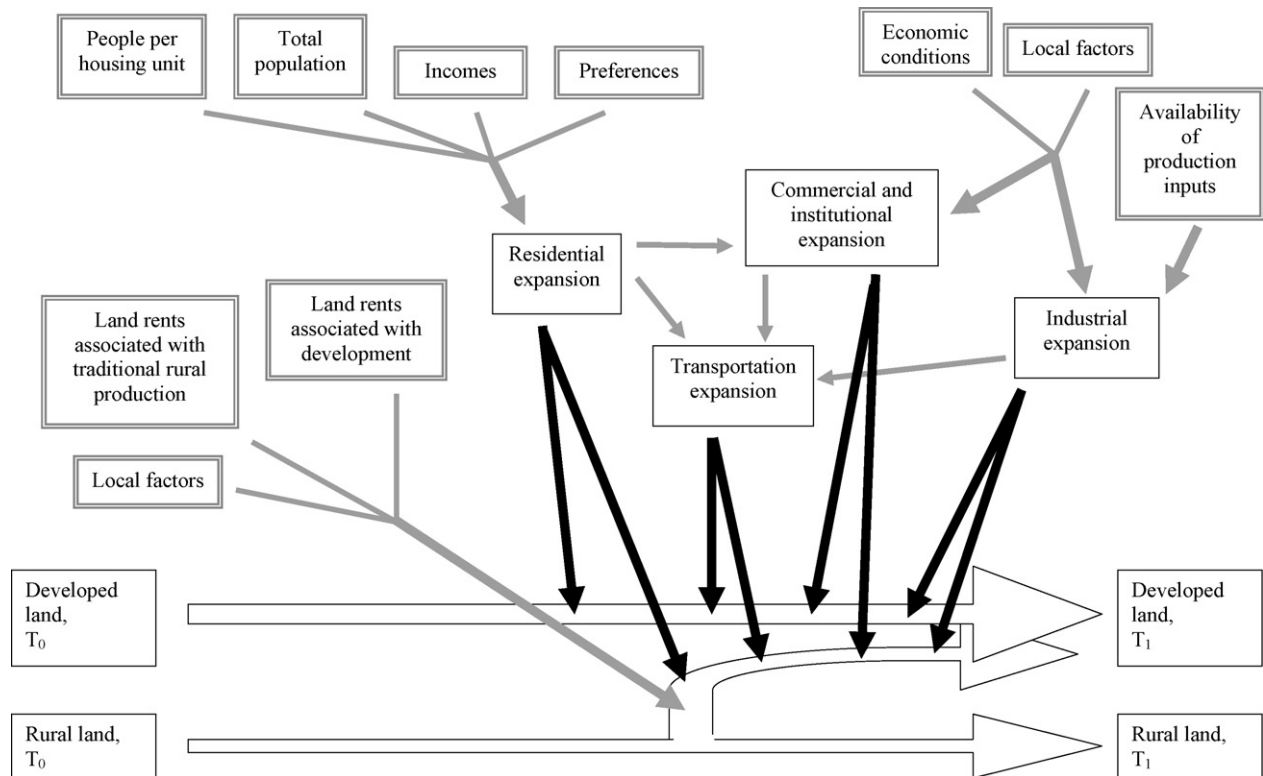 People per
housing unit
Total
population
Incomes
Preferences
Economic
conditions
Local factors
Availability
of
production
inputs
Commercial and
institutional
expansion
Residential
expansion
Land rents
associated with
development
Land rents
associated with
traditional rural
production
Industrial
expansion
Transportation
expansion
Local factors
Developed
land,
T₀
Developed
land,
T₁
Rural land,
T₀
Rural land,
T₁